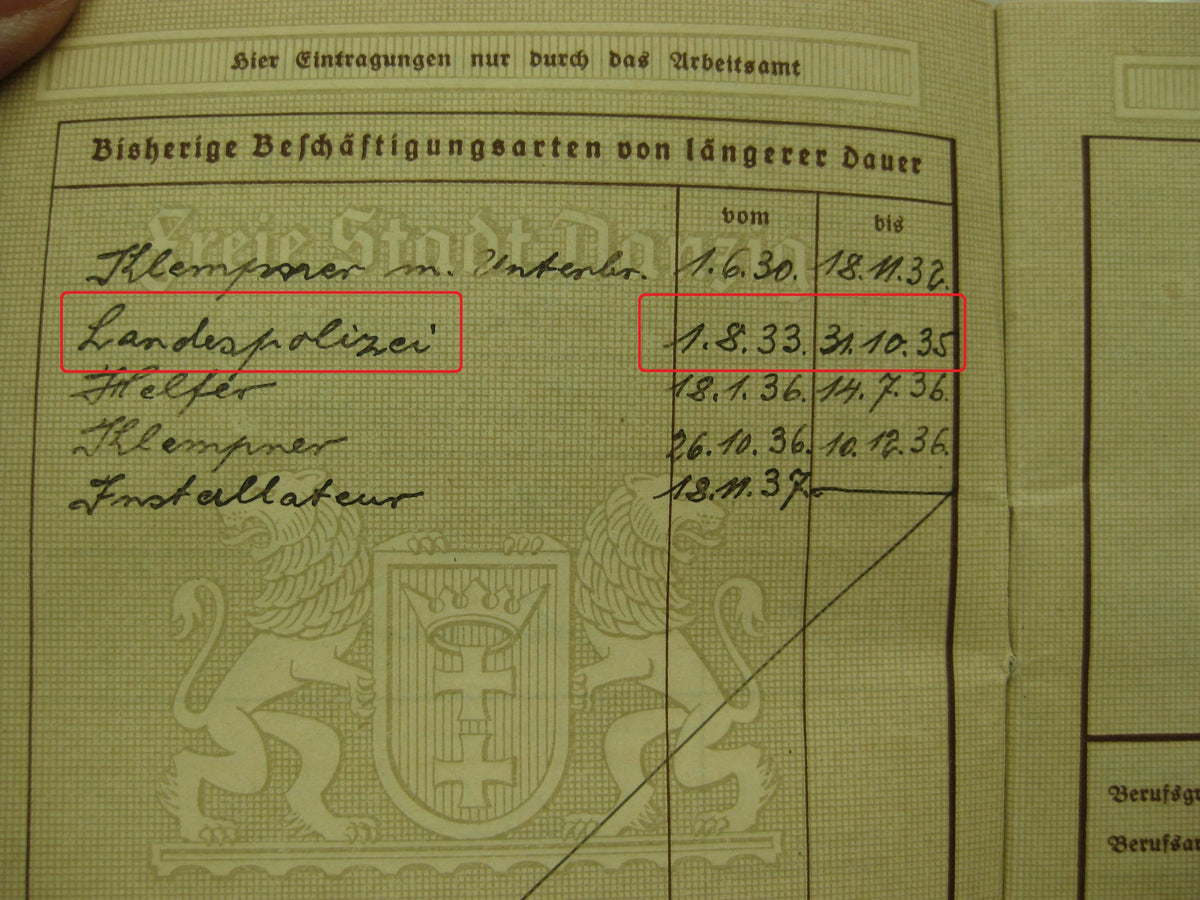 Hier Eintragungen nur durch das Arbeitsamt
Bisherige Beschäftigungsarten von längerer Dauer
vom bis
Freie Stadt Danzig
Klempner m. Unterbr. 1.6.30. 18.11.32.
Landespolizei 1.8.33. 31.10.35
Helfer 18.1.36. 14.7.36.
Klempner 26.10.36. 10.12.36.
Installateur 18.11.37.